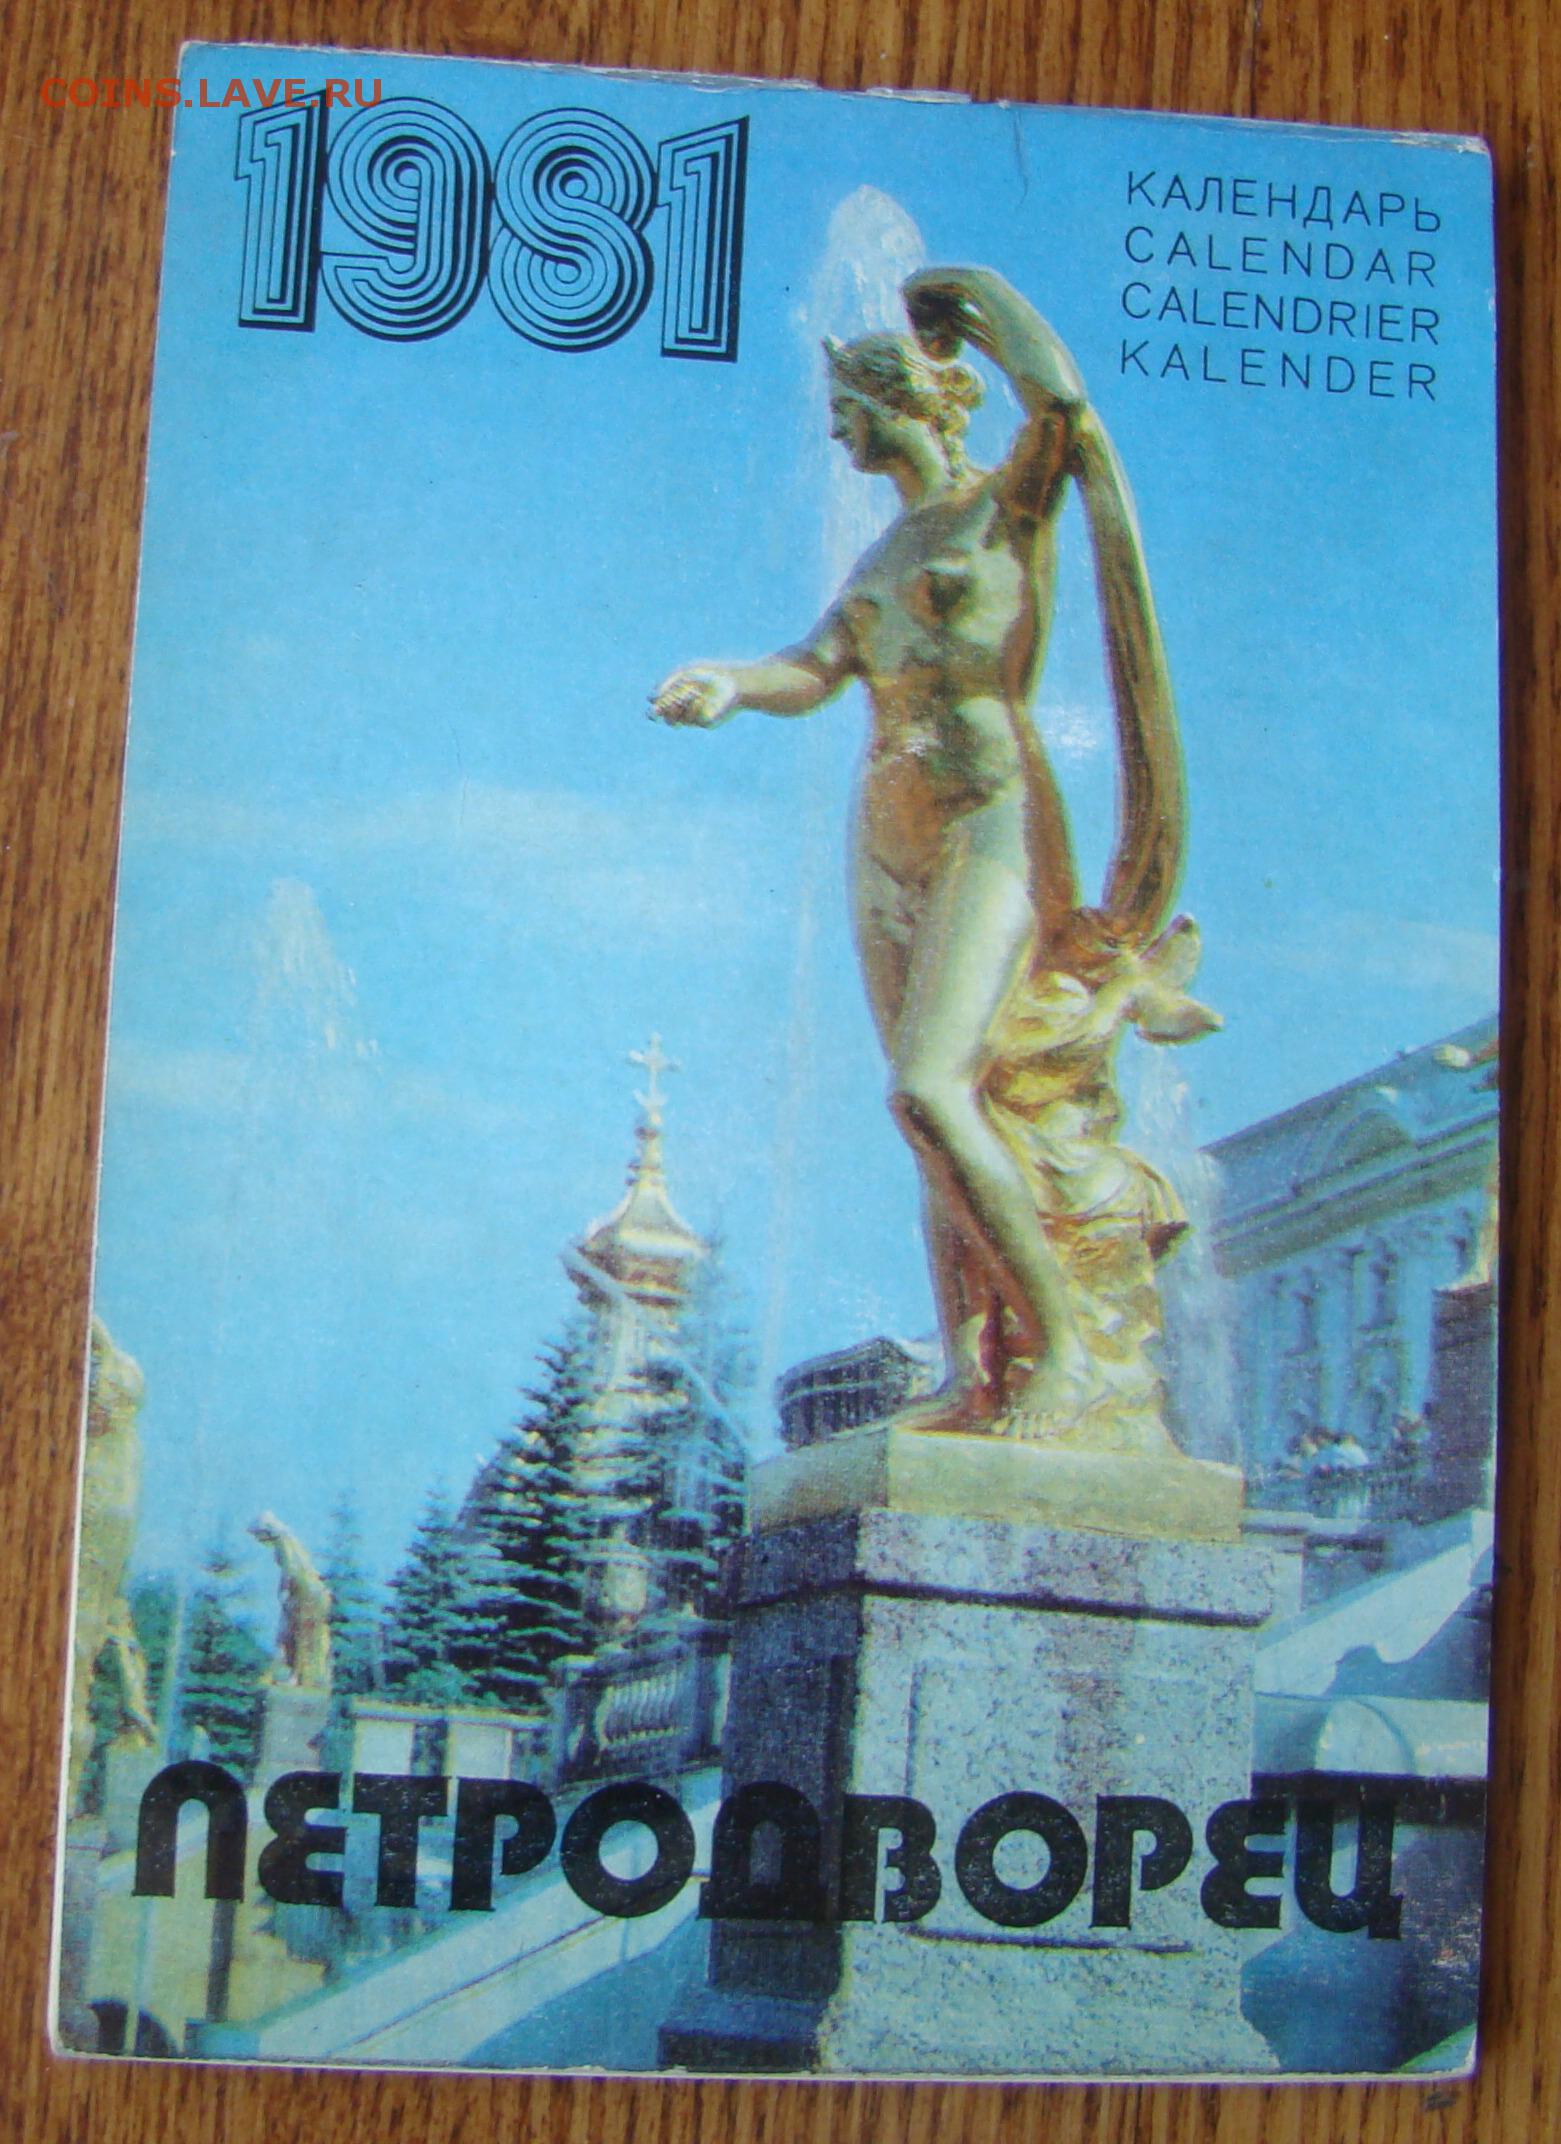 COINS.LAVE.RU
1981
КАЛЕНДАРЬ
CALENDAR
CALENDRIER
KALENDER
ПЕТРОДВОРЕЦ